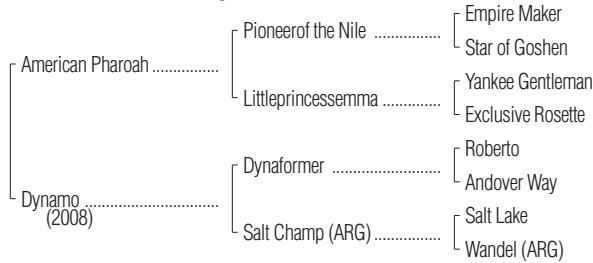 Empire Maker
Pioneerof the Nile ................
Star of Goshen
American Pharoah ................
Yankee Gentleman
Littleprincessemma ..............
Exclusive Rosette
Roberto
Dynaformer ......................
Andover Way
Dynamo ................................
(2008)
Salt Lake
Salt Champ (ARG) ................
Wandel (ARG)